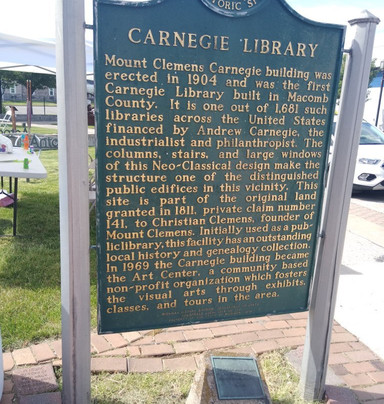 CARNEGIE LIBRARY
Mount Clemens Carnegie building was
erected in 1904 and was the first
Carnegie Library built in Macomb
County. It is one out of 1,681 such
libraries across the United States
financed by Andrew Carnegie, the
industrialist and philanthropist. The
columns, stairs, and large windows
of this Neo-Classical design make the
structure one of the distinguished
public edifices in this vicinity. This
site is part of the original land
granted in 1811, private claim number
141, to Christian Clemens, founder of
Mount Clemens. Initially used as a pub-
lic library, this facility has an outstanding
local history and genealogy collection.
In 1969 the Carnegie building became
the Art Center, a community based
non-profit organization which fosters
the visual arts through exhibits,
classes, and tours in the area.